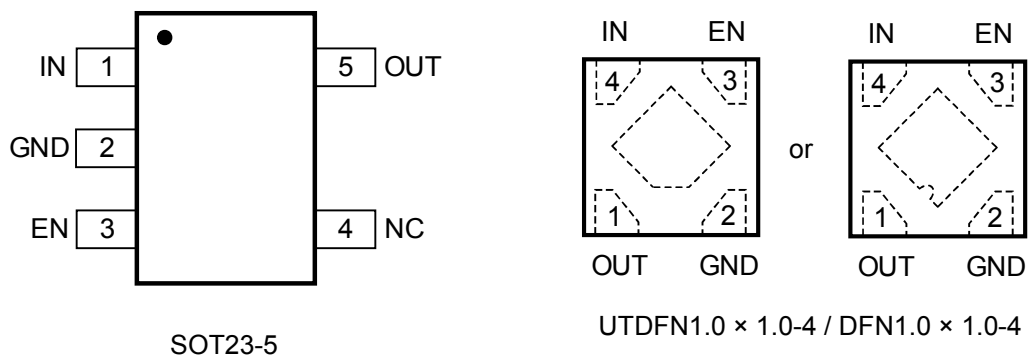 IN 1
5 OUT
GND 2
EN 3
4 NC
SOT23-5
IN EN
4 3
1 2
OUT GND
or
IN EN
4 3
1 2
OUT GND
UTDFN1.0 × 1.0-4 / DFN1.0 × 1.0-4